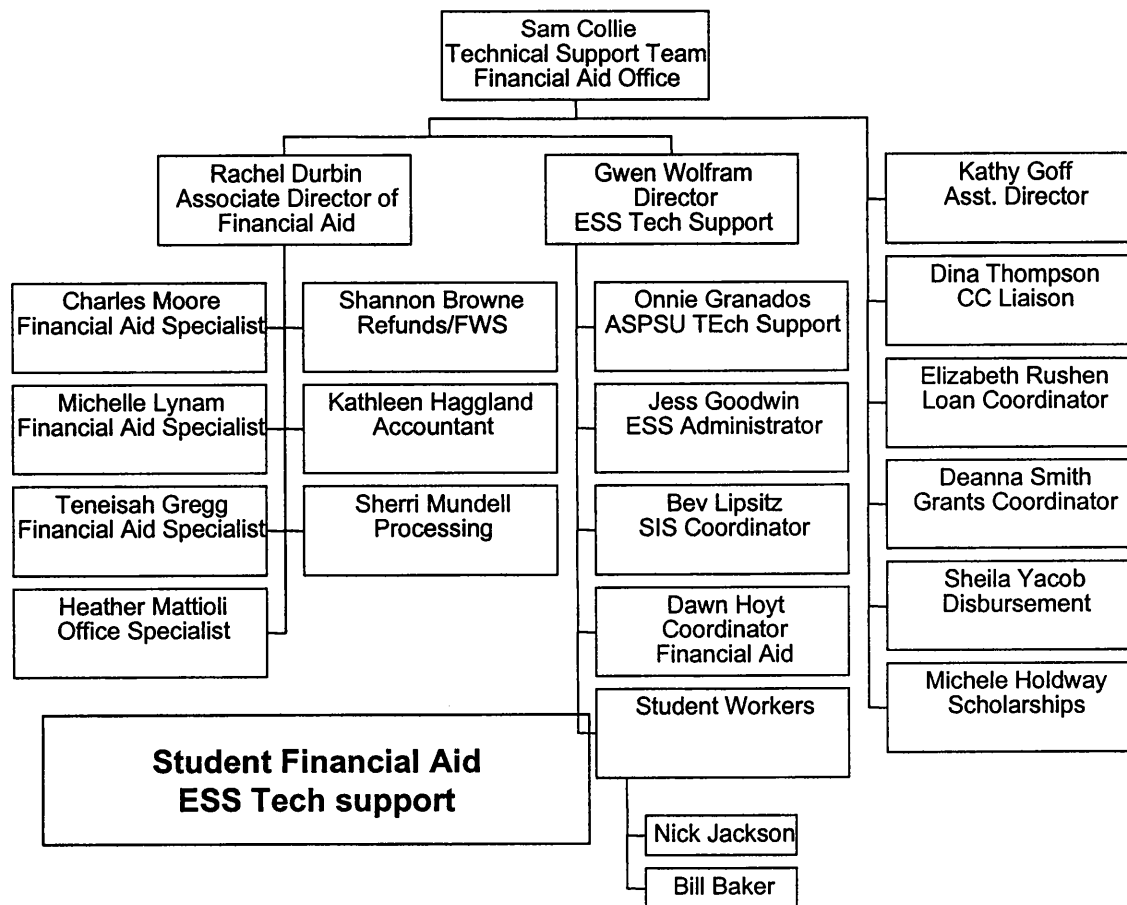 Sam Collie
Technical Support Team
Financial Aid Office
Rachel Durbin
Associate Director of
Financial Aid
Gwen Wolfram
Director
ESS Tech Support
Kathy Goff
Asst. Director
Charles Moore
Financial Aid Specialist
Shannon Browne
Refunds/FWS
Onnie Granados
ASPSU TEch Support
Dina Thompson
CC Liaison
Michelle Lynam
Financial Aid Specialist
Kathleen Haggland
Accountant
Jess Goodwin
ESS Administrator
Elizabeth Rushen
Loan Coordinator
Teneisah Gregg
Financial Aid Specialist
Sherri Mundell
Processing
Bev Lipsitz
SIS Coordinator
Deanna Smith
Grants Coordinator
Heather Mattioli
Office Specialist
Dawn Hoyt
Coordinator
Financial Aid
Sheila Yacob
Disbursement
Student Workers
Michele Holdway
Scholarships
Student Financial Aid
ESS Tech support
Nick Jackson
Bill Baker